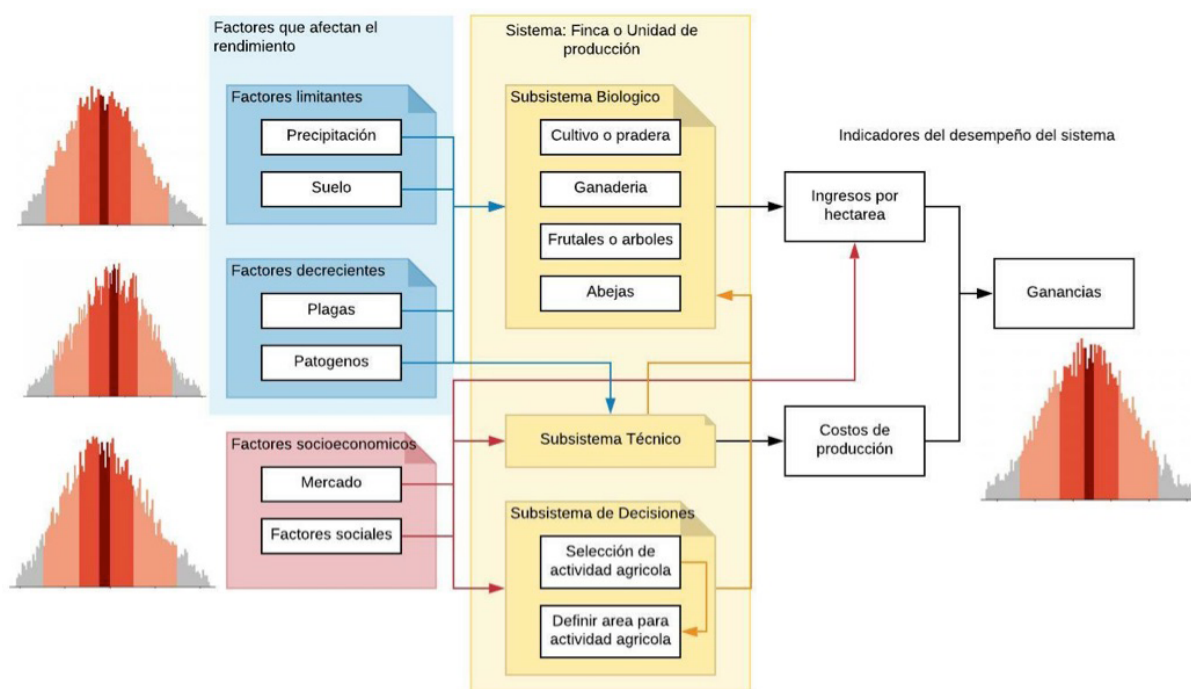 Factores que afectan el
rendimiento
Factores limitantes
Precipitación
Suelo
Factores decrecientes
Plagas
Patogenos
Factores socioeconomicos
Mercado
Factores sociales
Sistema: Finca o Unidad de
producción
Subsistema Biologico
Cultivo o pradera
Ganaderia
Frutales o arboles
Abejas
Subsistema Técnico
Subsistema de Decisiones
Selección de
actividad agricola
Definir area para
actividad agricola
Indicadores del desempeño del sistema
Ingresos por
hectarea
Costos de
producción
Ganancias